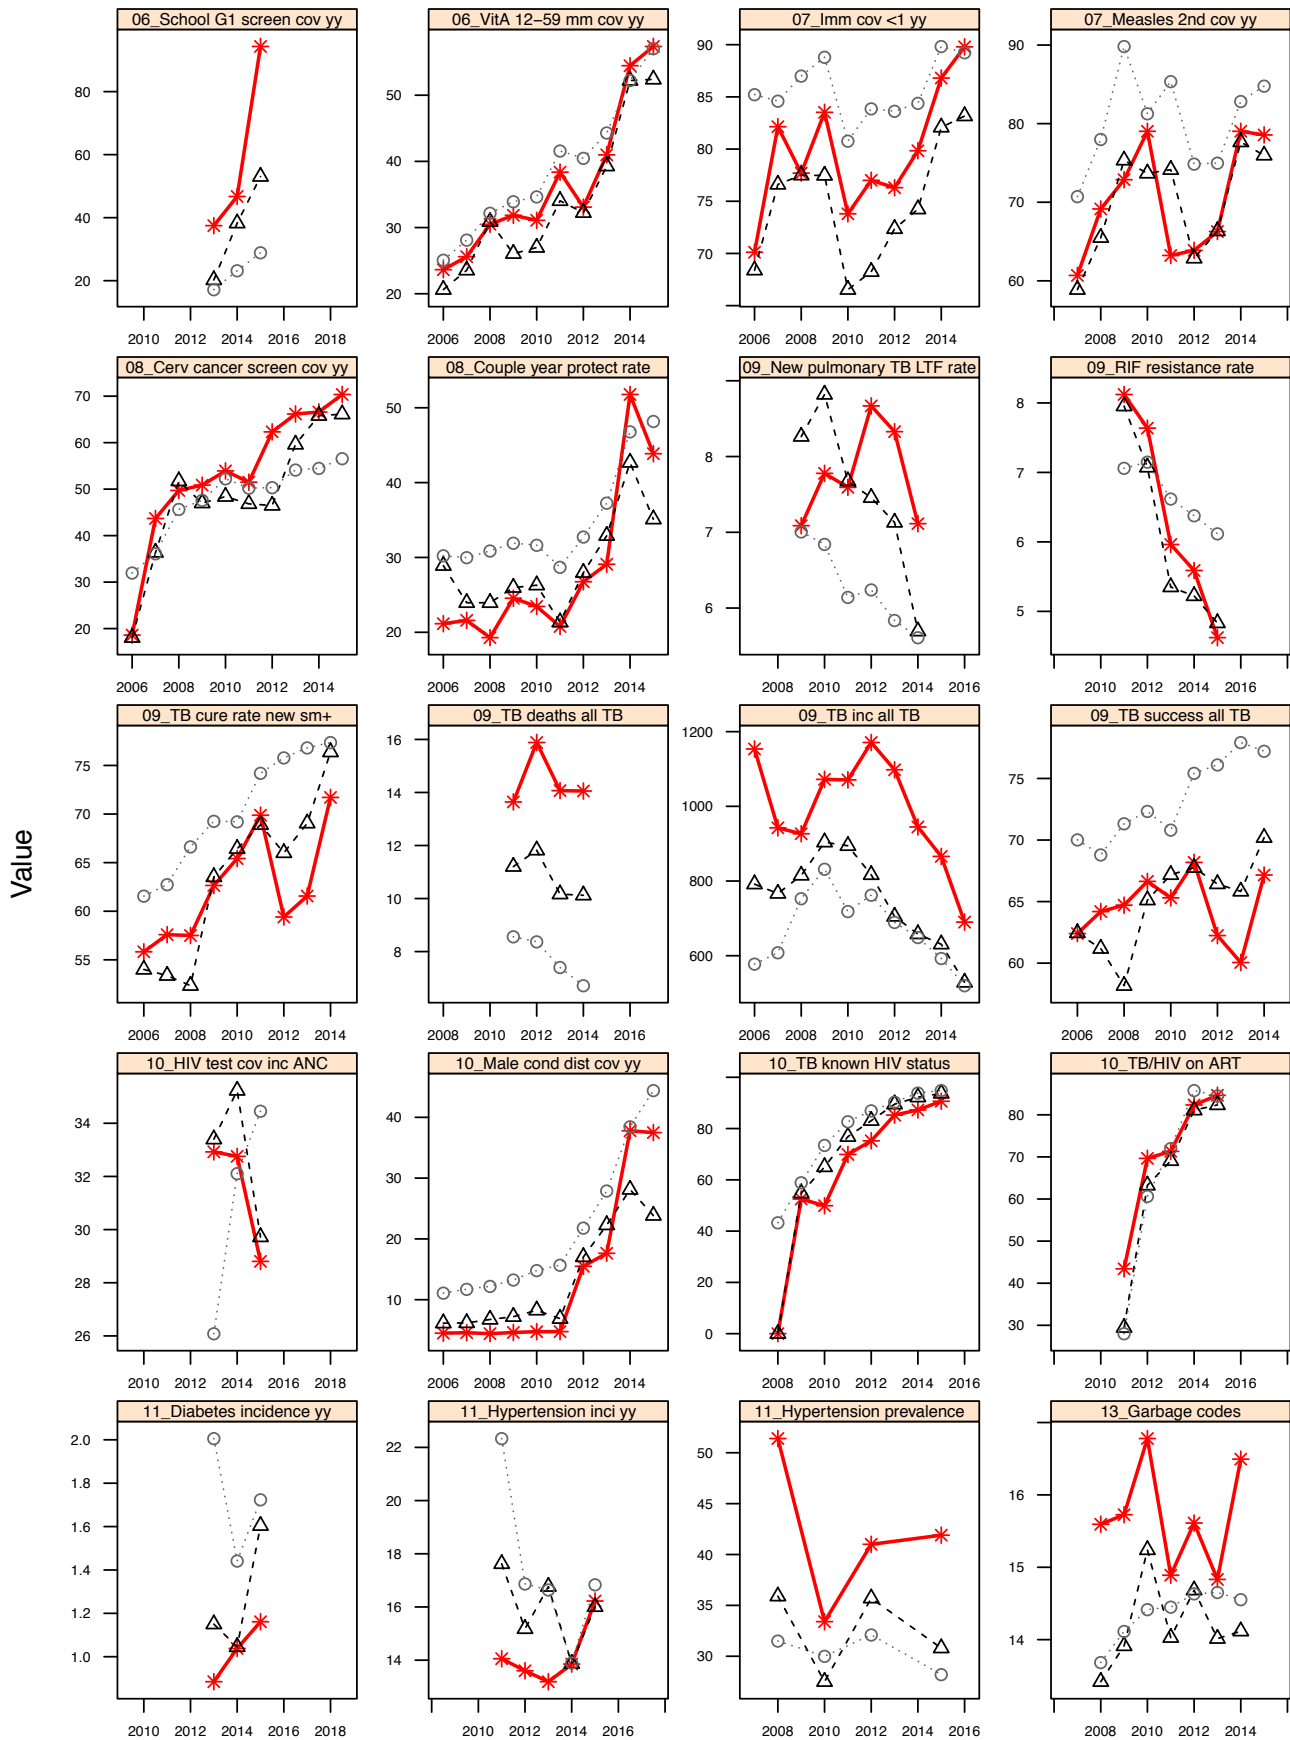 06_School G1 screen cov yy
06_VitA 12−59 mm cov yy
07_Imm cov <1 yy
07_Measles 2nd cov yy
80
60
40
20
50
40
30
20
90
85
80
75
70
90
80
70
60
2010 2012 2014 2016 2018
2006 2008 2010 2012 2014
2006 2008 2010 2012 2014
2008 2010 2012 2014 2016
08_Cerv cancer screen cov yy
08_Couple year protect rate
09_New pulmonary TB LTF rate
09_RIF resistance rate
70
60
50
40
30
20
50
40
30
20
8
7
6
8
7
6
5
2006 2008 2010 2012 2014
2006 2008 2010 2012 2014
2006 2008 2010 2012 2014 2016
2010 2012 2014 2016
09_TB cure rate new sm+
09_TB deaths all TB
09_TB inc all TB
09_TB success all TB
Value
75
70
65
60
55
16
14
12
10
8
1200
1000
800
600
75
70
65
60
2006 2008 2010 2012 2014
2008 2010 2012 2014 2016
2006 2008 2010 2012 2014
2006 2008 2010 2012 2014
10_HIV test cov inc ANC
10_Male cond dist cov yy
10_TB known HIV status
10_TB/HIV on ART
34
32
30
28
26
40
30
20
10
80
60
40
20
0
80
70
60
50
40
30
2010 2012 2014 2016 2018
2006 2008 2010 2012 2014
2008 2010 2012 2014 2016
2008 2010 2012 2014
11_Diabetes incidence yy
11_Hypertension inci yy
11_Hypertension prevalence
13_Garbage codes
2.0
1.8
1.6
1.4
1.2
1.0
22
20
18
16
14
50
45
40
35
30
16
15
14
2010 2012 2014 2016 2018
2010 2012 2014 2016
2008 2010 2012 2014 2016
2008 2010 2012 2014